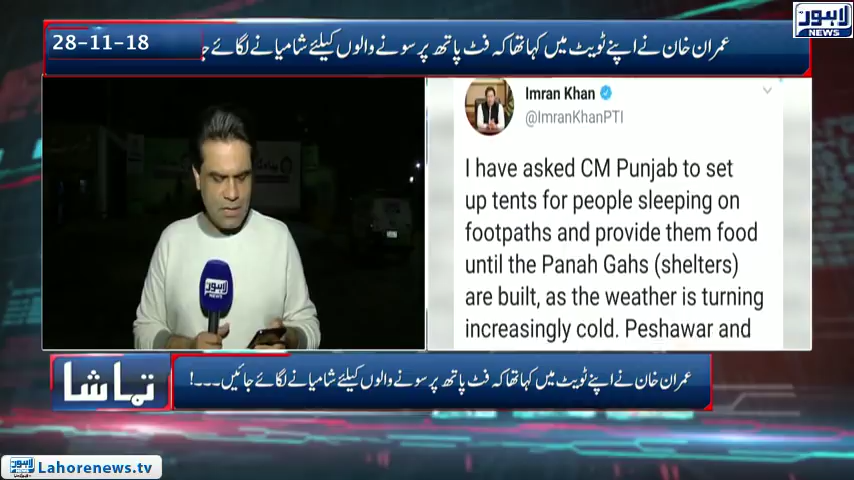 لاہور
NEWS
28-11-18
عمران خان نے اپنے ٹویٹ میں کہا تھا کہ فٹ پاتھ پر سونے والوں کیلئے شامیانے لگائے
Imran Khan
@ImranKhanPTI
I have asked CM Punjab to set
up tents for people sleeping on
footpaths and provide them food
until the Panah Gahs (shelters)
are built, as the weather is turning
increasingly cold. Peshawar and
لاہور
NEWS
تماشا
عمران خان نے اپنے ٹویٹ میں کہا تھا کہ فٹ پاتھ پر سونے والوں کیلئے شامیانے لگائے جائیں ۔۔۔!
لاہور
Lahorenews.tv